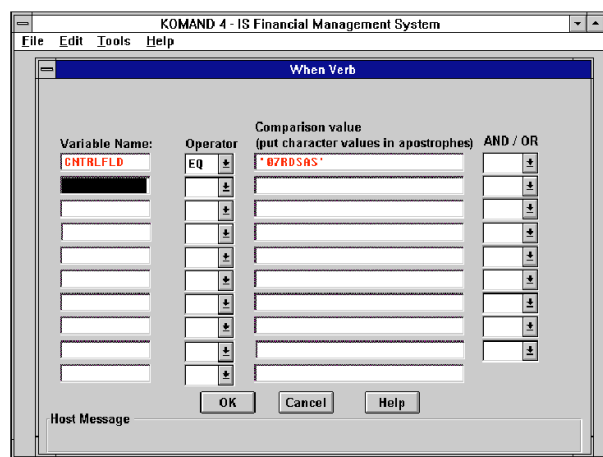 KOMAND 4 - IS Financial Management System
File Edit Tools Help
When Verb
Comparison value
Variable Name: Operator (put character values in apostrophes) AND / OR
CNTRLFLD EQ '07RDSAS'
OK Cancel Help
Host Message